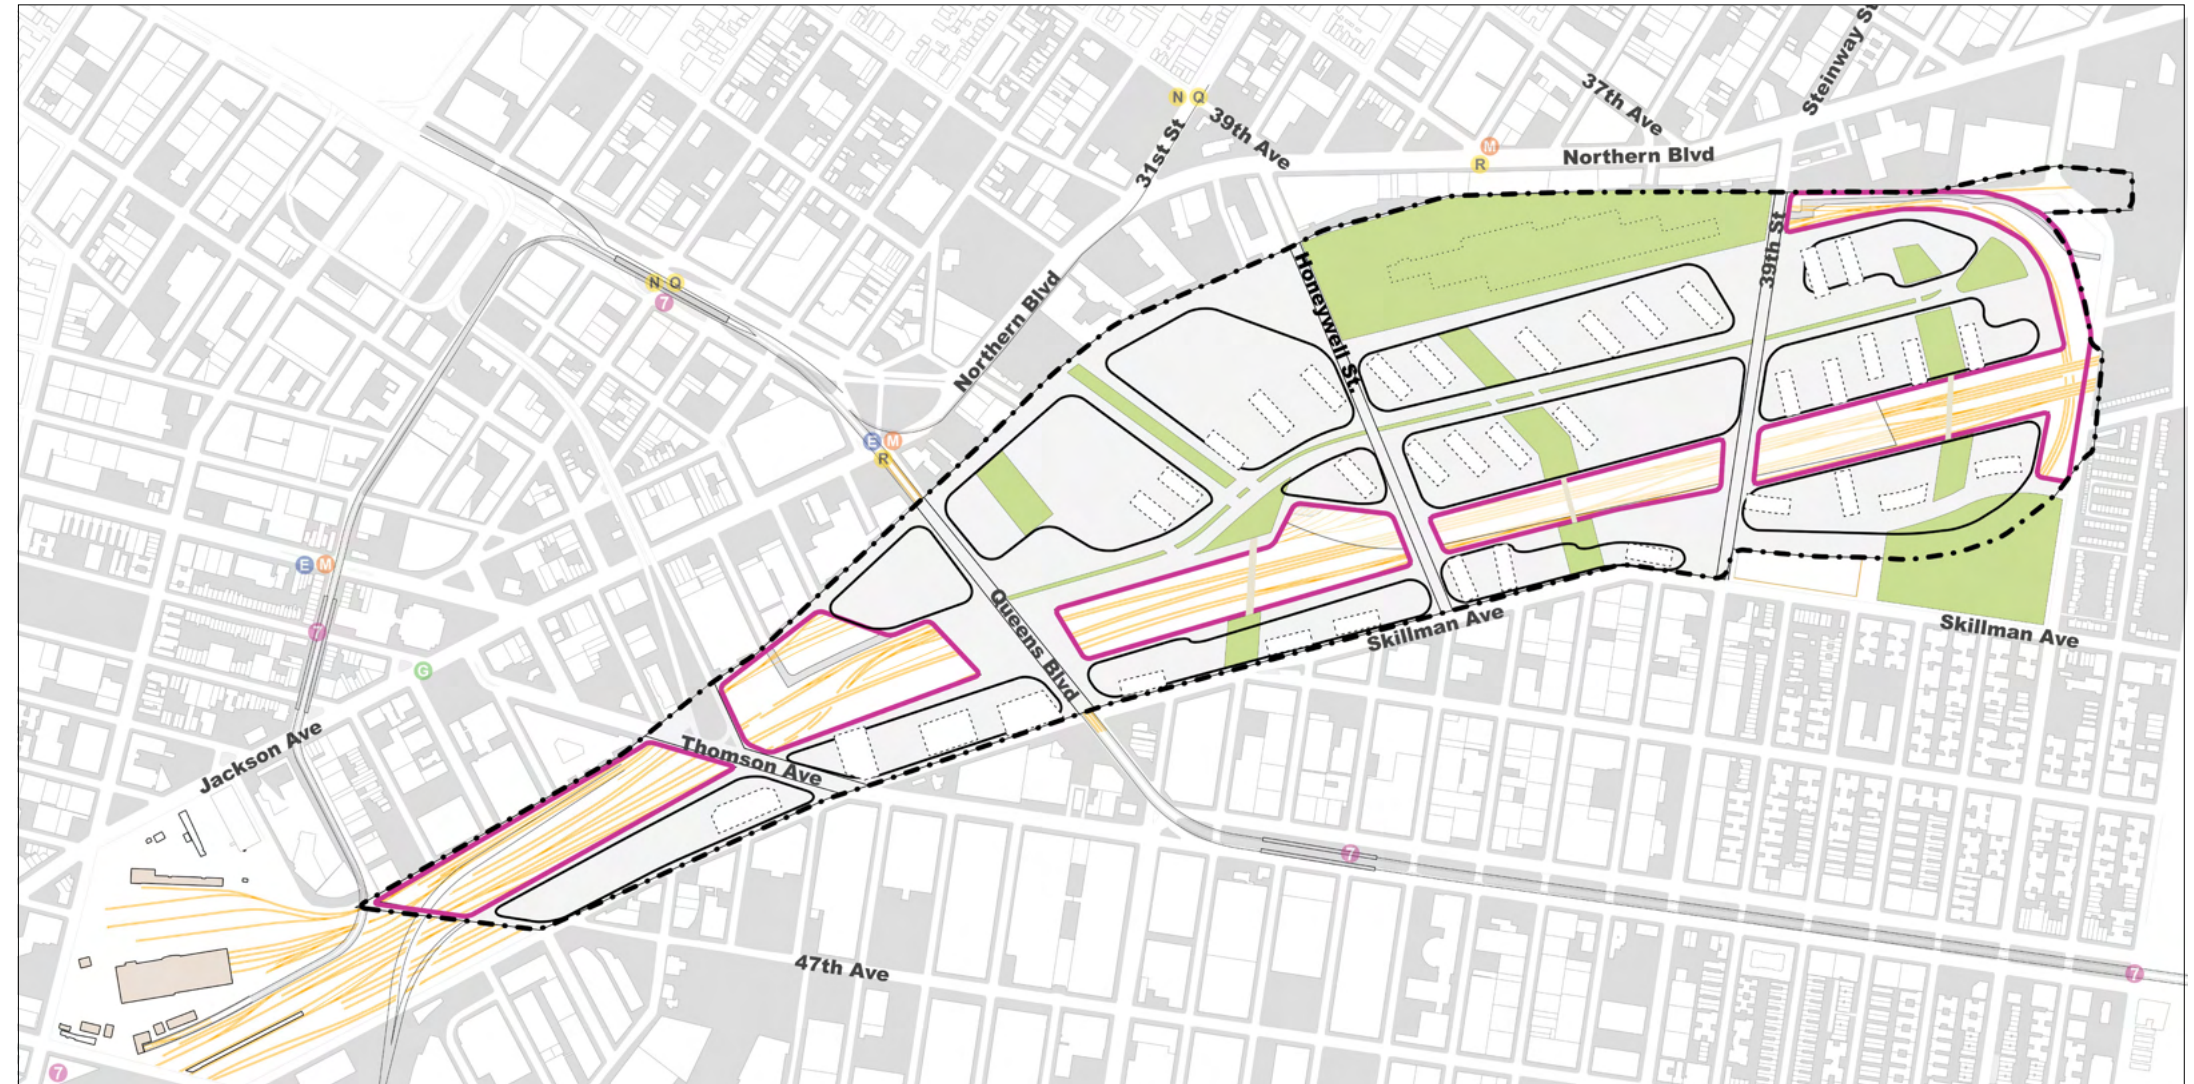 Steinway St
37th Ave
N Q
39th Ave
31st St
M
R
Northern Blvd
39th St
Honeywell St.
N Q
7
Northern Blvd
E M
R
E M
7
G
Queens Blvd
Skillman Ave
Skillman Ave
Jackson Ave
Thomson Ave
7
47th Ave
7
7